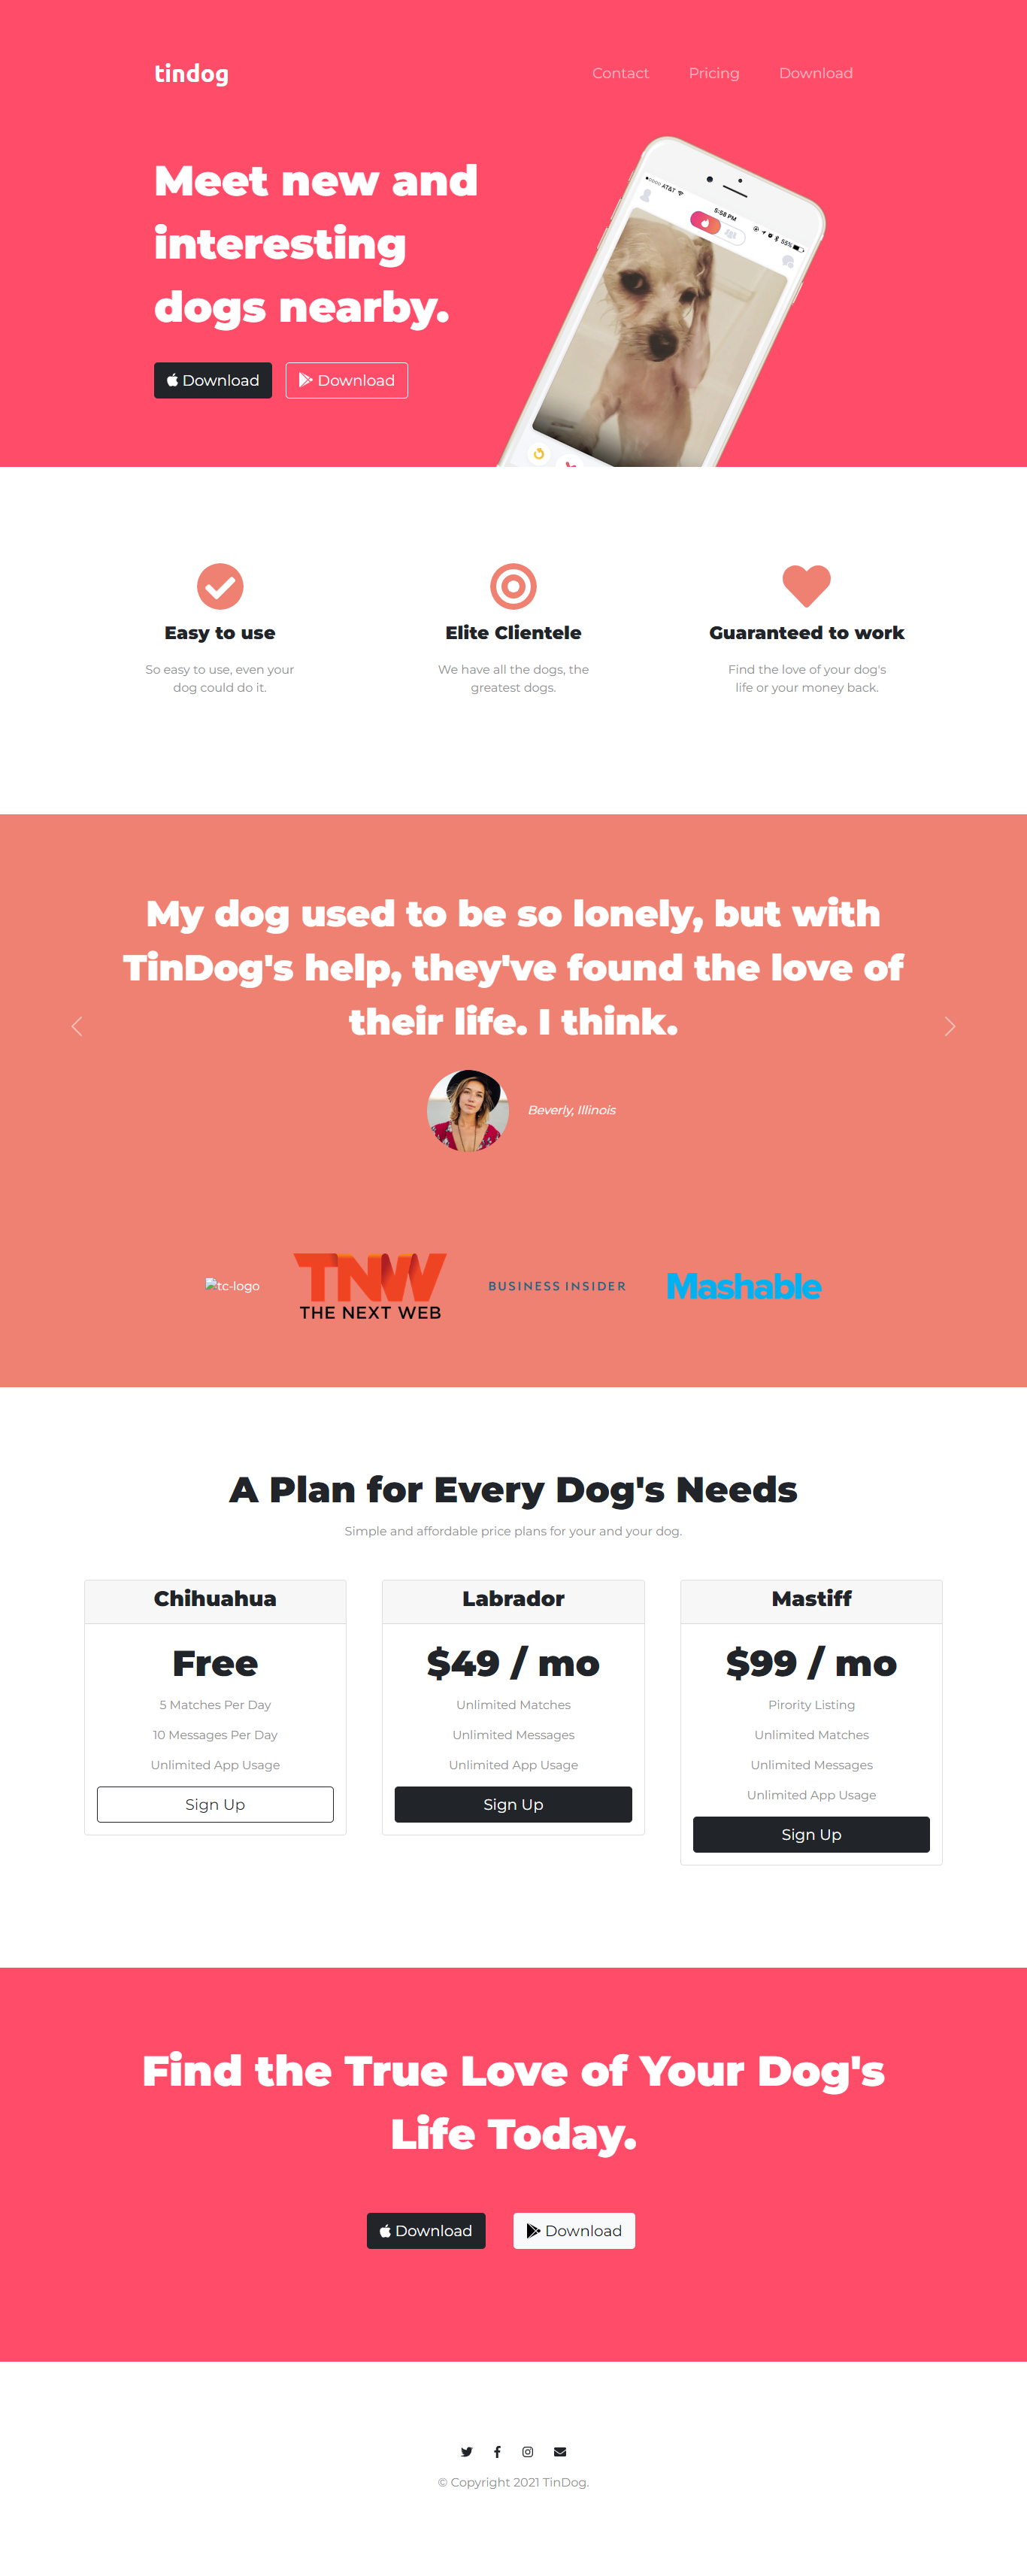 tindog
Contact Pricing Download
Meet new and
interesting
dogs nearby.
AT&T 5:58 PM 55%
Download Download
Easy to use
So easy to use, even your
dog could do it.
Elite Clientele
We have all the dogs, the
greatest dogs.
Guaranteed to work
Find the love of your dog's
life or your money back.
My dog used to be so lonely, but with
TinDog's help, they've found the love of
their life. I think.
Beverly, Illinois
tc-logo
TNW
THE NEXT WEB
BUSINESS INSIDER
Mashable
A Plan for Every Dog's Needs
Simple and affordable price plans for your and your dog.
Chihuahua
Free
5 Matches Per Day
10 Messages Per Day
Unlimited App Usage
Sign Up
Labrador
$49 / mo
Unlimited Matches
Unlimited Messages
Unlimited App Usage
Sign Up
Mastiff
$99 / mo
Pirority Listing
Unlimited Matches
Unlimited Messages
Unlimited App Usage
Sign Up
Find the True Love of Your Dog's
Life Today.
Download Download
© Copyright 2021 TinDog.